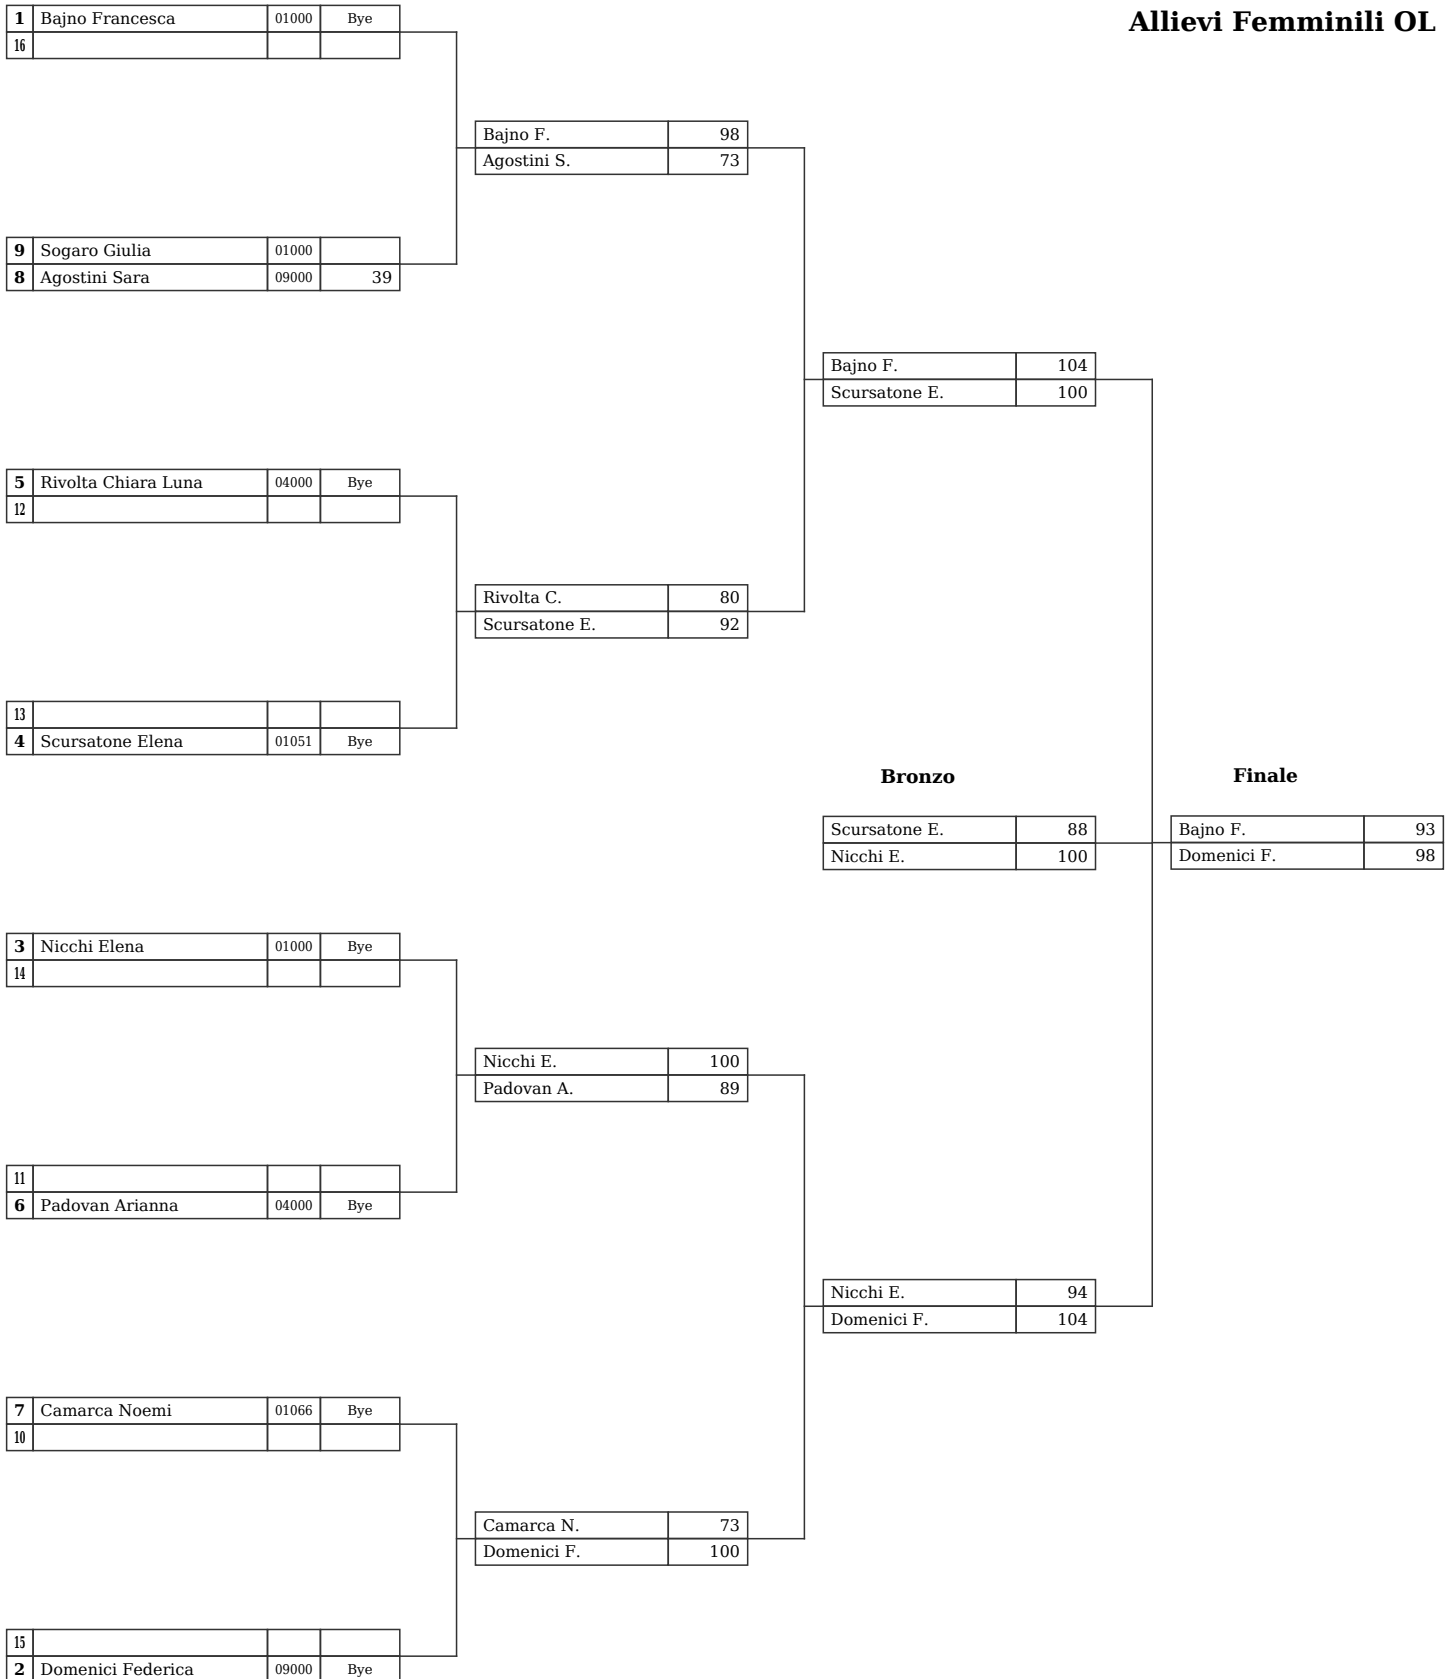 Allievi Femminili OL
1 Bajno Francesca 01000 Bye
16
Bajno F. 98
Agostini S. 73
9 Sogaro Giulia 01000
8 Agostini Sara 09000 39
Bajno F. 104
Scursatone E. 100
5 Rivolta Chiara Luna 04000 Bye
12
Rivolta C. 80
Scursatone E. 92
13
4 Scursatone Elena 01051 Bye
Bronzo Finale
Scursatone E. 88 Bajno F. 93
Nicchi E. 100 Domenici F. 98
3 Nicchi Elena 01000 Bye
14
Nicchi E. 100
Padovan A. 89
11
6 Padovan Arianna 04000 Bye
Nicchi E. 94
Domenici F. 104
7 Camarca Noemi 01066 Bye
10
Camarca N. 73
Domenici F. 100
15
2 Domenici Federica 09000 Bye